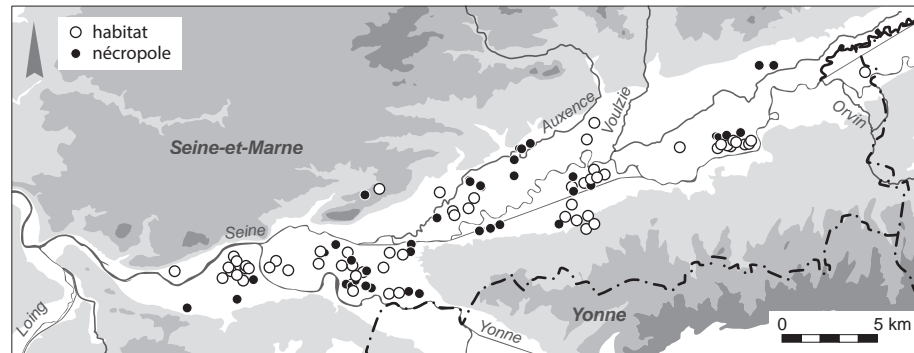 habitat
nécropole
Seine-et-Marne
Auxence
Voulzie
Orvin
Seine
Loing
Yonne
Yonne
0 5 km